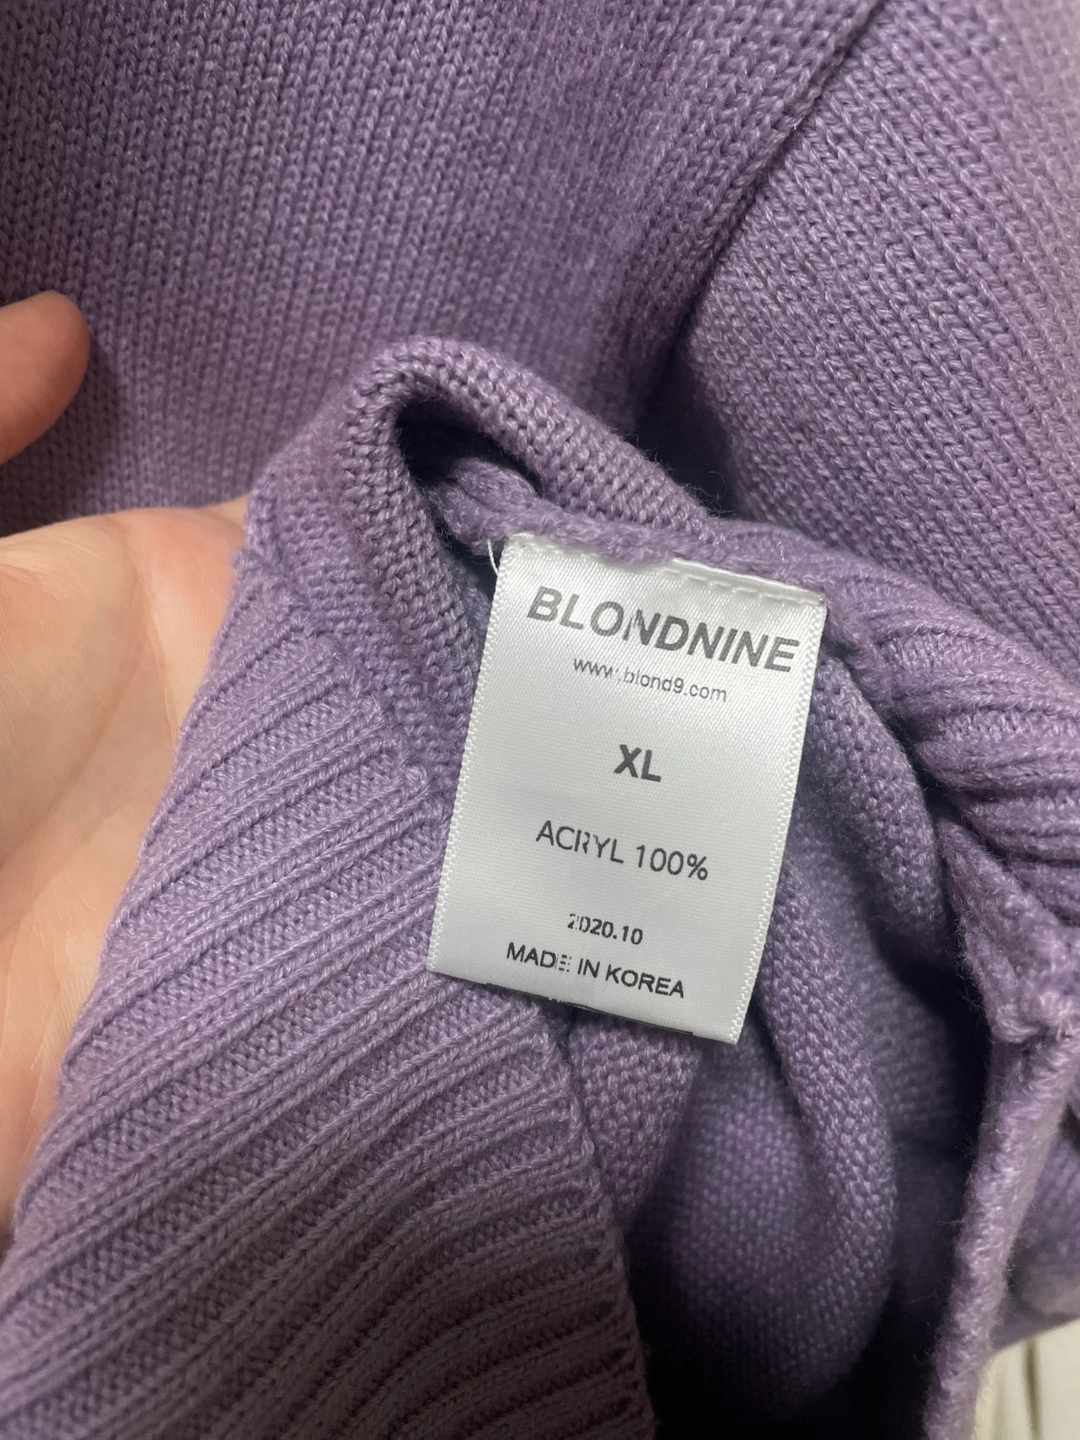 BLONDNINE
www.blond9.com
XL
ACRYL 100%
2020.10
MADE IN KOREA